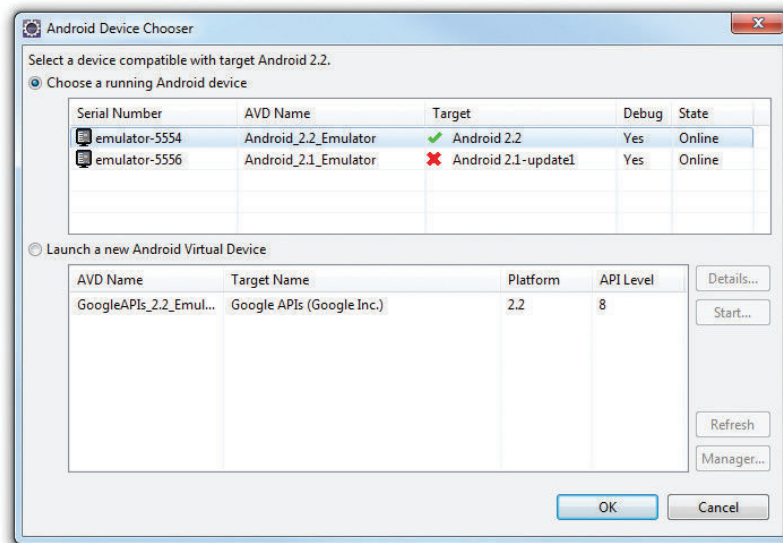 Android Device Chooser
Select a device compatible with target Android 2.2.
Choose a running Android device
Serial Number AVD Name Target Debug State
emulator-5554 Android_2.2_Emulator Android 2.2 Yes Online
emulator-5556 Android_2.1_Emulator Android 2.1-update1 Yes Online
Launch a new Android Virtual Device
AVD Name Target Name Platform API Level
Details...
GoogleAPIs_2.2_Emul... Google APIs (Google Inc.) 2.2 8
Start...
Refresh
Manager...
OK Cancel